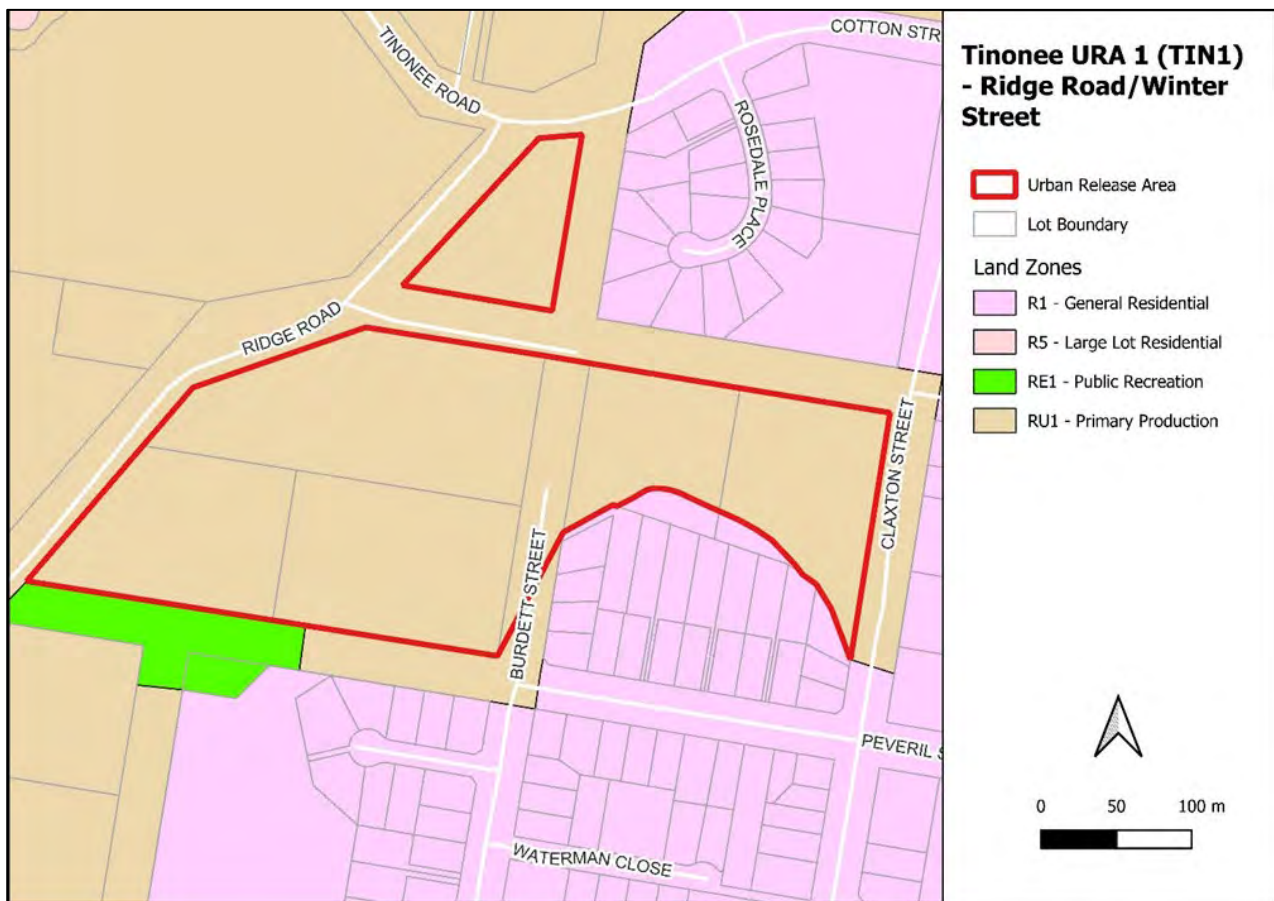 COTTON STR
TINONEE ROAD
ROSEDALE PLACE
RIDGE ROAD
CLAXTON STREET
BURDETT STREET
PEVERIL S
WATERMAN CLOSE
Tinonee URA 1 (TIN1)
- Ridge Road/Winter
Street
Urban Release Area
Lot Boundary
Land Zones
R1 - General Residential
R5 - Large Lot Residential
RE1 - Public Recreation
RU1 - Primary Production
0 50 100 m